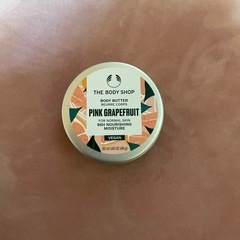 THE BODY SHOP
BODY BUTTER
BEURRE CORPS
PINK GRAPEFRUIT
FOR NORMAL SKIN
96H NOURISHING
MOISTURE
VEGAN